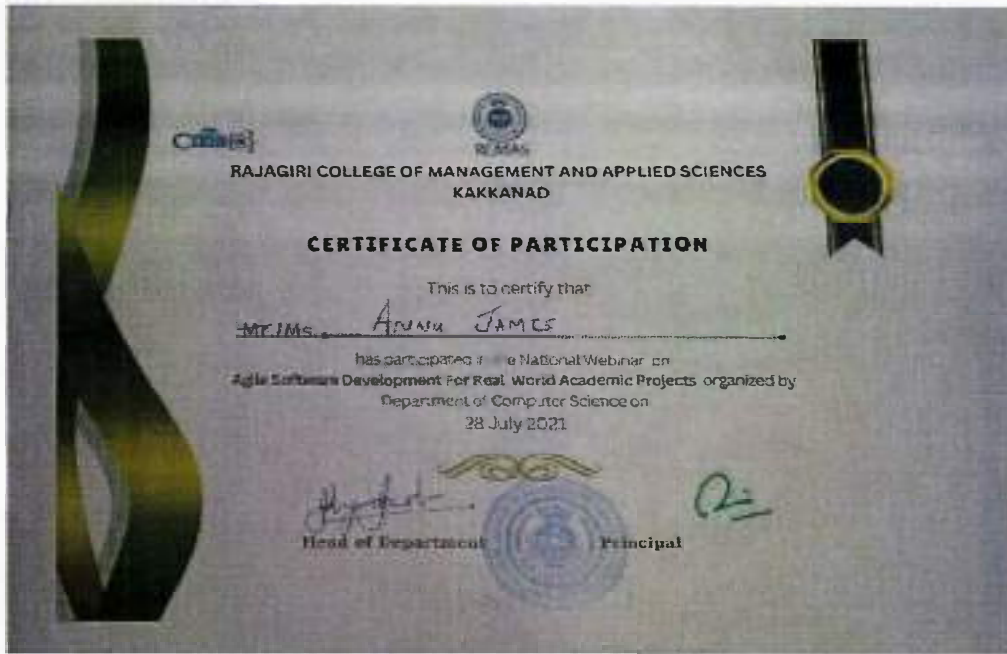 RCMAS
RAJAGIRI COLLEGE OF MANAGEMENT AND APPLIED SCIENCES
KAKKANAD
CERTIFICATE OF PARTICIPATION
This is to certify that
Mr./Ms. ANNU JAMES
has participated in the National Webinar on
Agile Software Development For Real World Academic Projects organized by
Department of Computer Science on
28 July 2021
Head of Department Principal